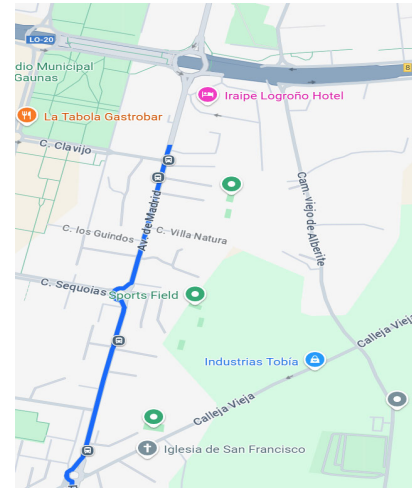 LO-20
dio Municipal
Gaunas
Iraipe Logroño Hotel
La Tabola Gastrobar
C. Clavijo
Cam. viejo de Alberite
Av. de Madrid
C. los Guindos
C. Villa Natura
C. Sequoias
Sports Field
Calleja Vieja
Industrias Tobía
Calleja Vieja
Iglesia de San Francisco